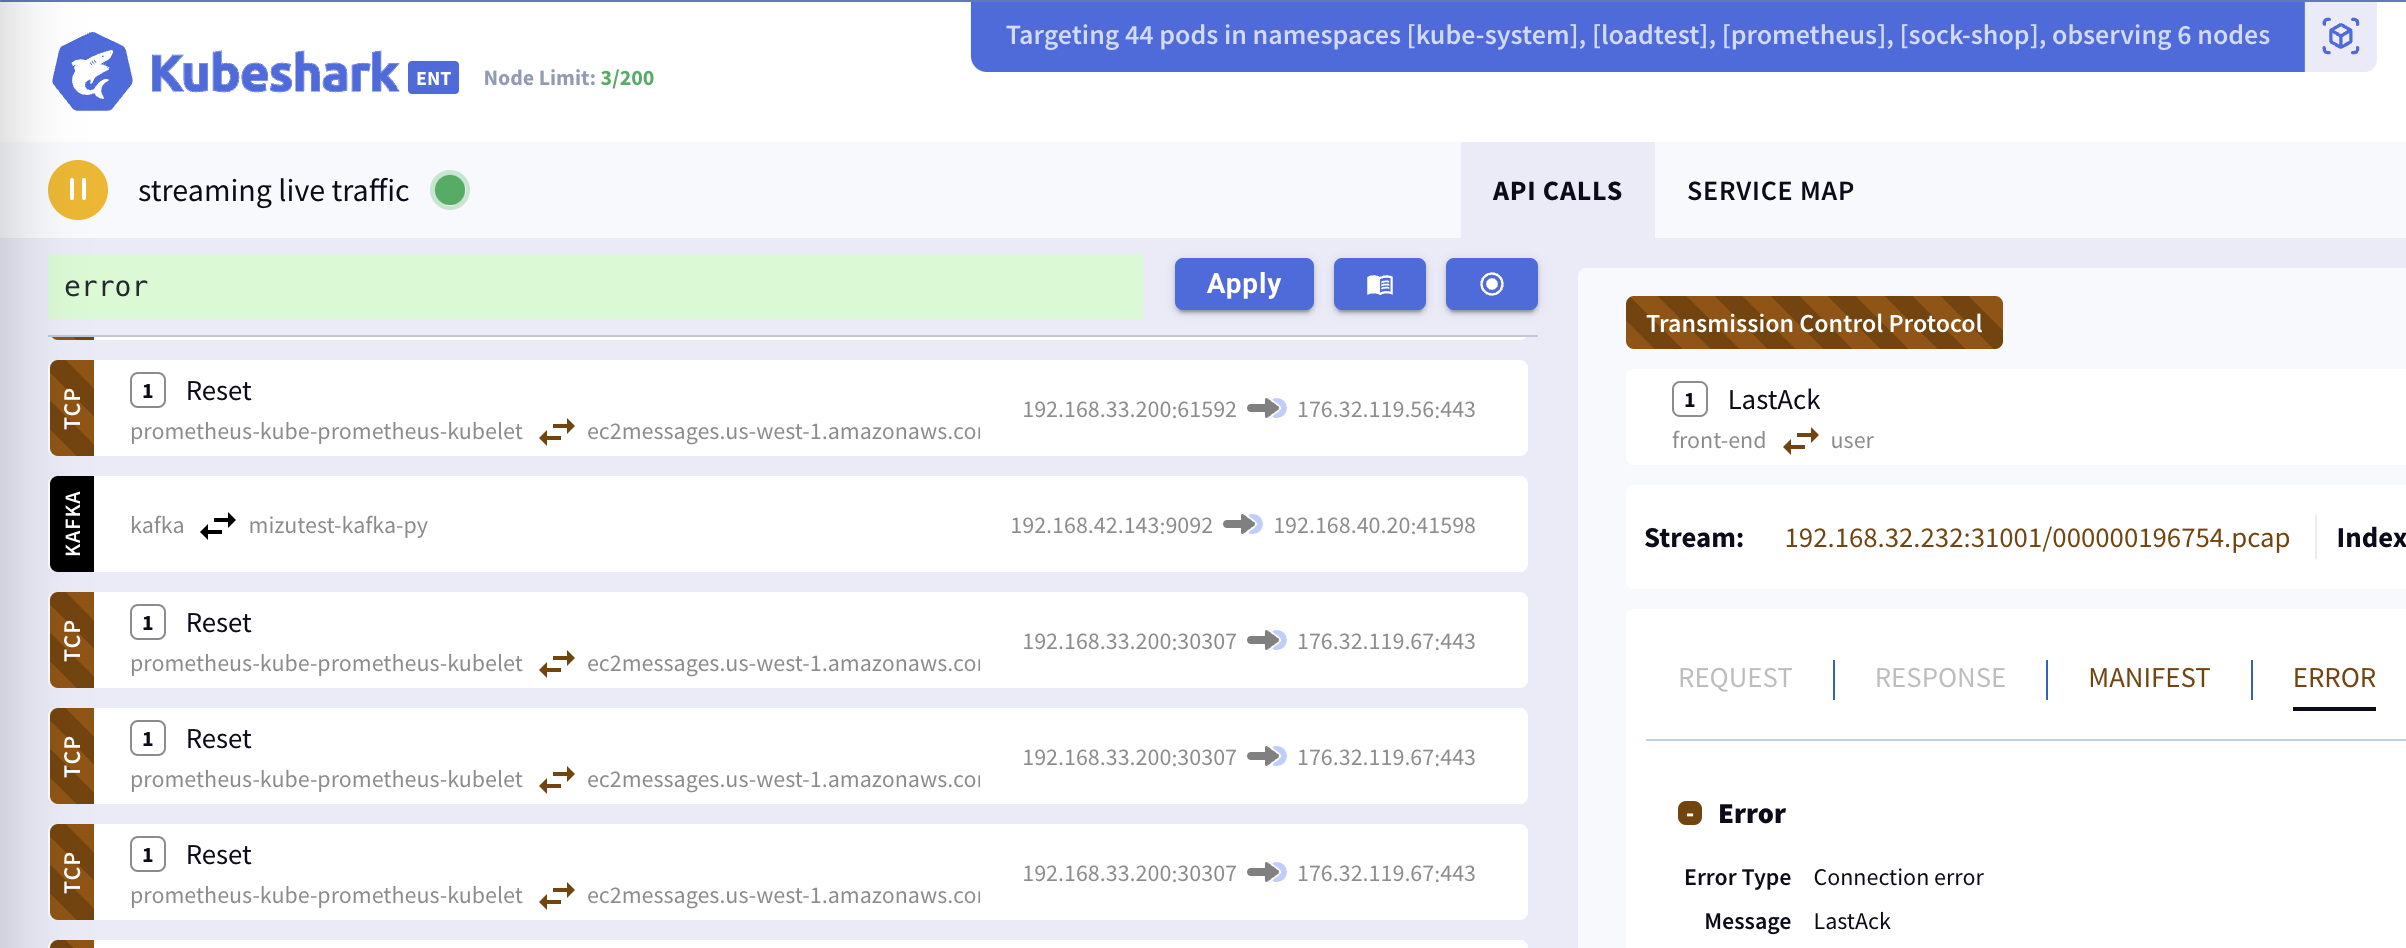 Targeting 44 pods in namespaces [kube-system], [loadtest], [prometheus], [sock-shop], observing 6 nodes
Kubeshark ENT Node Limit: 3/200
streaming live traffic
API CALLS SERVICE MAP
error
Apply
TCP
1 Reset
prometheus-kube-prometheus-kubelet ec2messages.us-west-1.amazonaws.co
192.168.33.200:61592 176.32.119.56:443
KAFKA
kafka mizutest-kafka-py
192.168.42.143:9092 192.168.40.20:41598
TCP
1 Reset
prometheus-kube-prometheus-kubelet ec2messages.us-west-1.amazonaws.co
192.168.33.200:30307 176.32.119.67:443
TCP
1 Reset
prometheus-kube-prometheus-kubelet ec2messages.us-west-1.amazonaws.co
192.168.33.200:30307 176.32.119.67:443
TCP
1 Reset
prometheus-kube-prometheus-kubelet ec2messages.us-west-1.amazonaws.co
192.168.33.200:30307 176.32.119.67:443
Transmission Control Protocol
1 LastAck
front-end user
Stream: 192.168.32.232:31001/000000196754.pcap Index
REQUEST RESPONSE MANIFEST ERROR
- Error
Error Type Connection error
Message LastAck